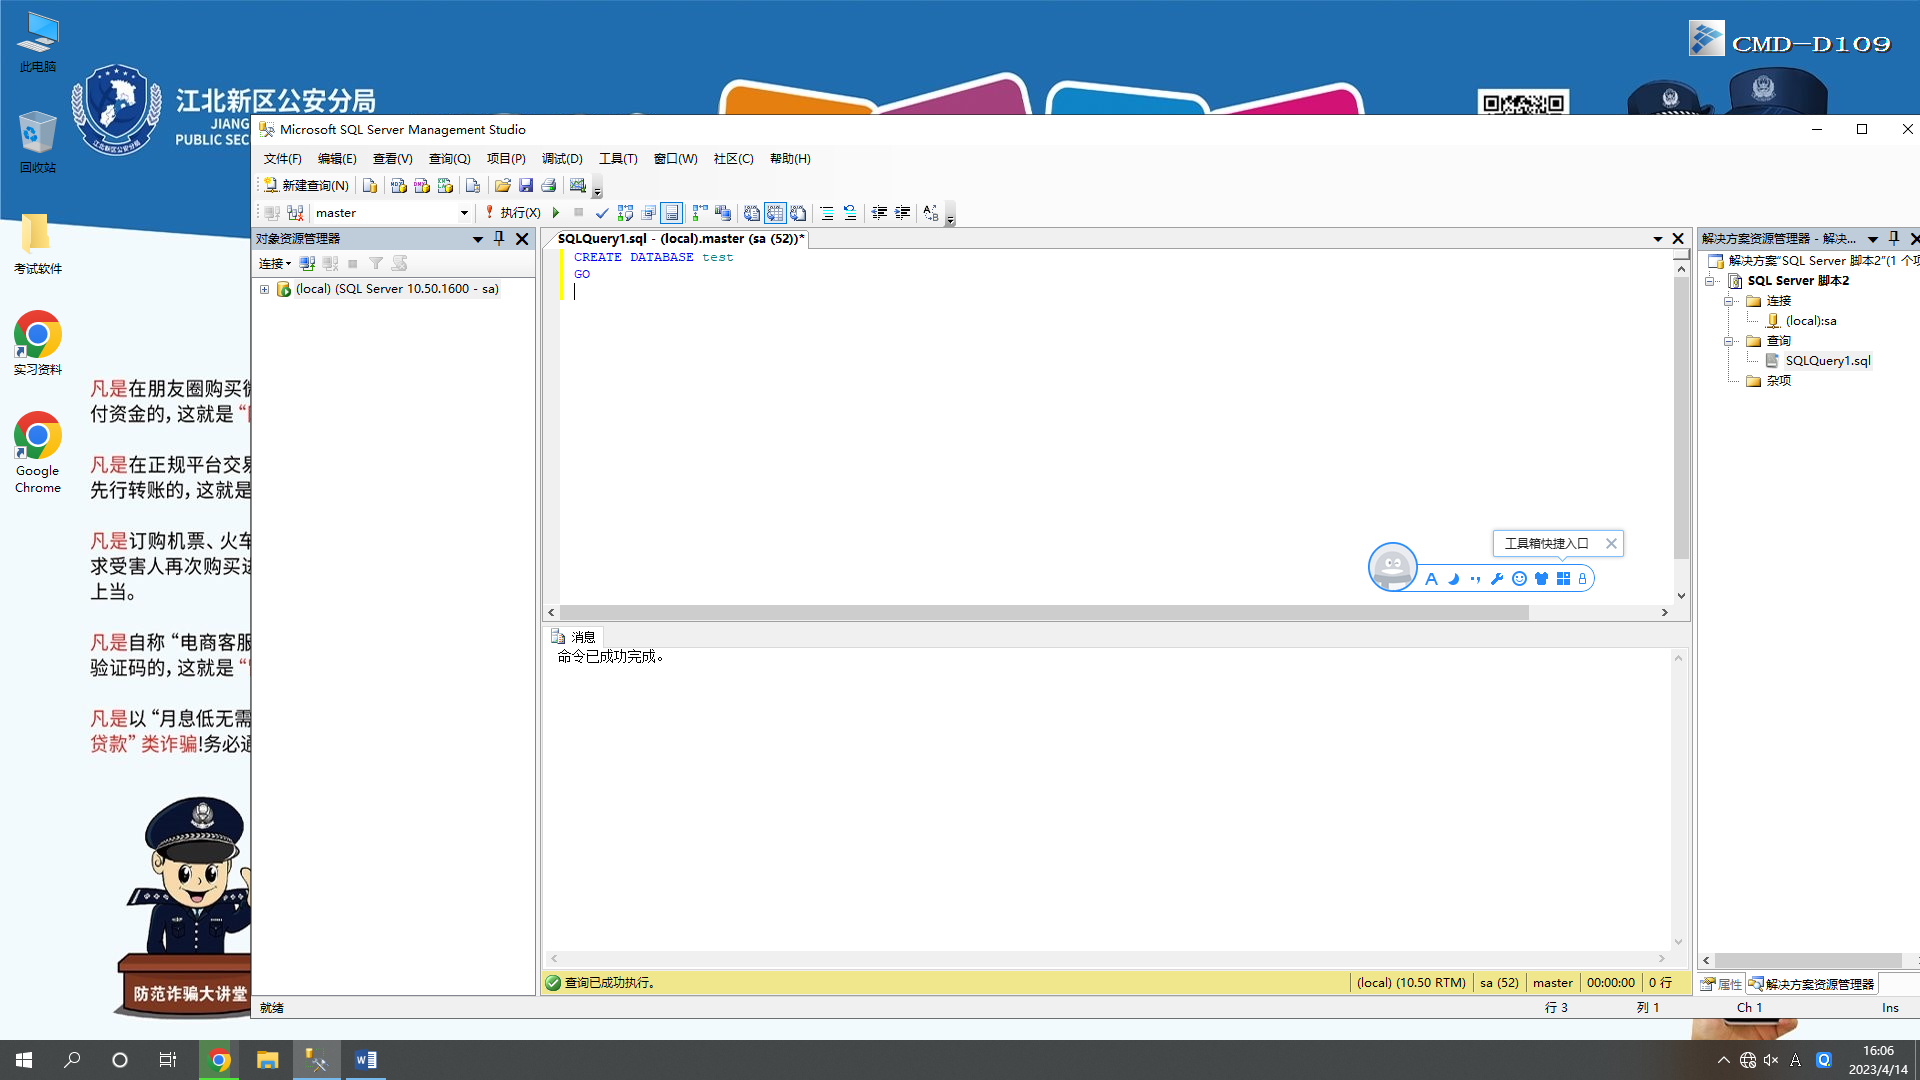 此电脑
回收站
考试软件
实习资料
Google
Chrome
江北新区公安分局
JIANG
PUBLIC SEC
CMD-D109
凡是在朋友圈购买
付资金的,这就是“
凡是在正规平台交易
先行转账的,这就是
凡是订购机票、火车
求受害人再次购买
上当。
凡是自称“电商客服
验证码的,这就是“
凡是以“月息低无需
贷款”类诈骗!务必
防范诈骗大讲堂
Microsoft SQL Server Management Studio
文件(F) 编辑(E) 查看(V) 查询(Q) 项目(P) 调试(D) 工具(T) 窗口(W) 社区(C) 帮助(H)
新建查询(N)
master
执行(X)
对象资源管理器
连接
(local) (SQL Server 10.50.1600 - sa)
SQLQuery1.sql - (local).master (sa (52))*
CREATE DATABASE test
GO
工具箱快捷入口
A
消息
命令已成功完成。
查询已成功执行。
(local) (10.50 RTM) sa (52) master 00:00:00 0 行
解决方案资源管理器 - 解决...
解决方案"SQL Server 脚本2"(1 个项
SQL Server 脚本2
连接
(local):sa
查询
SQLQuery1.sql
杂项
属性 解决方案资源管理器
就绪
行 3 列 1 Ch 1 Ins
A
16:06
2023/4/14